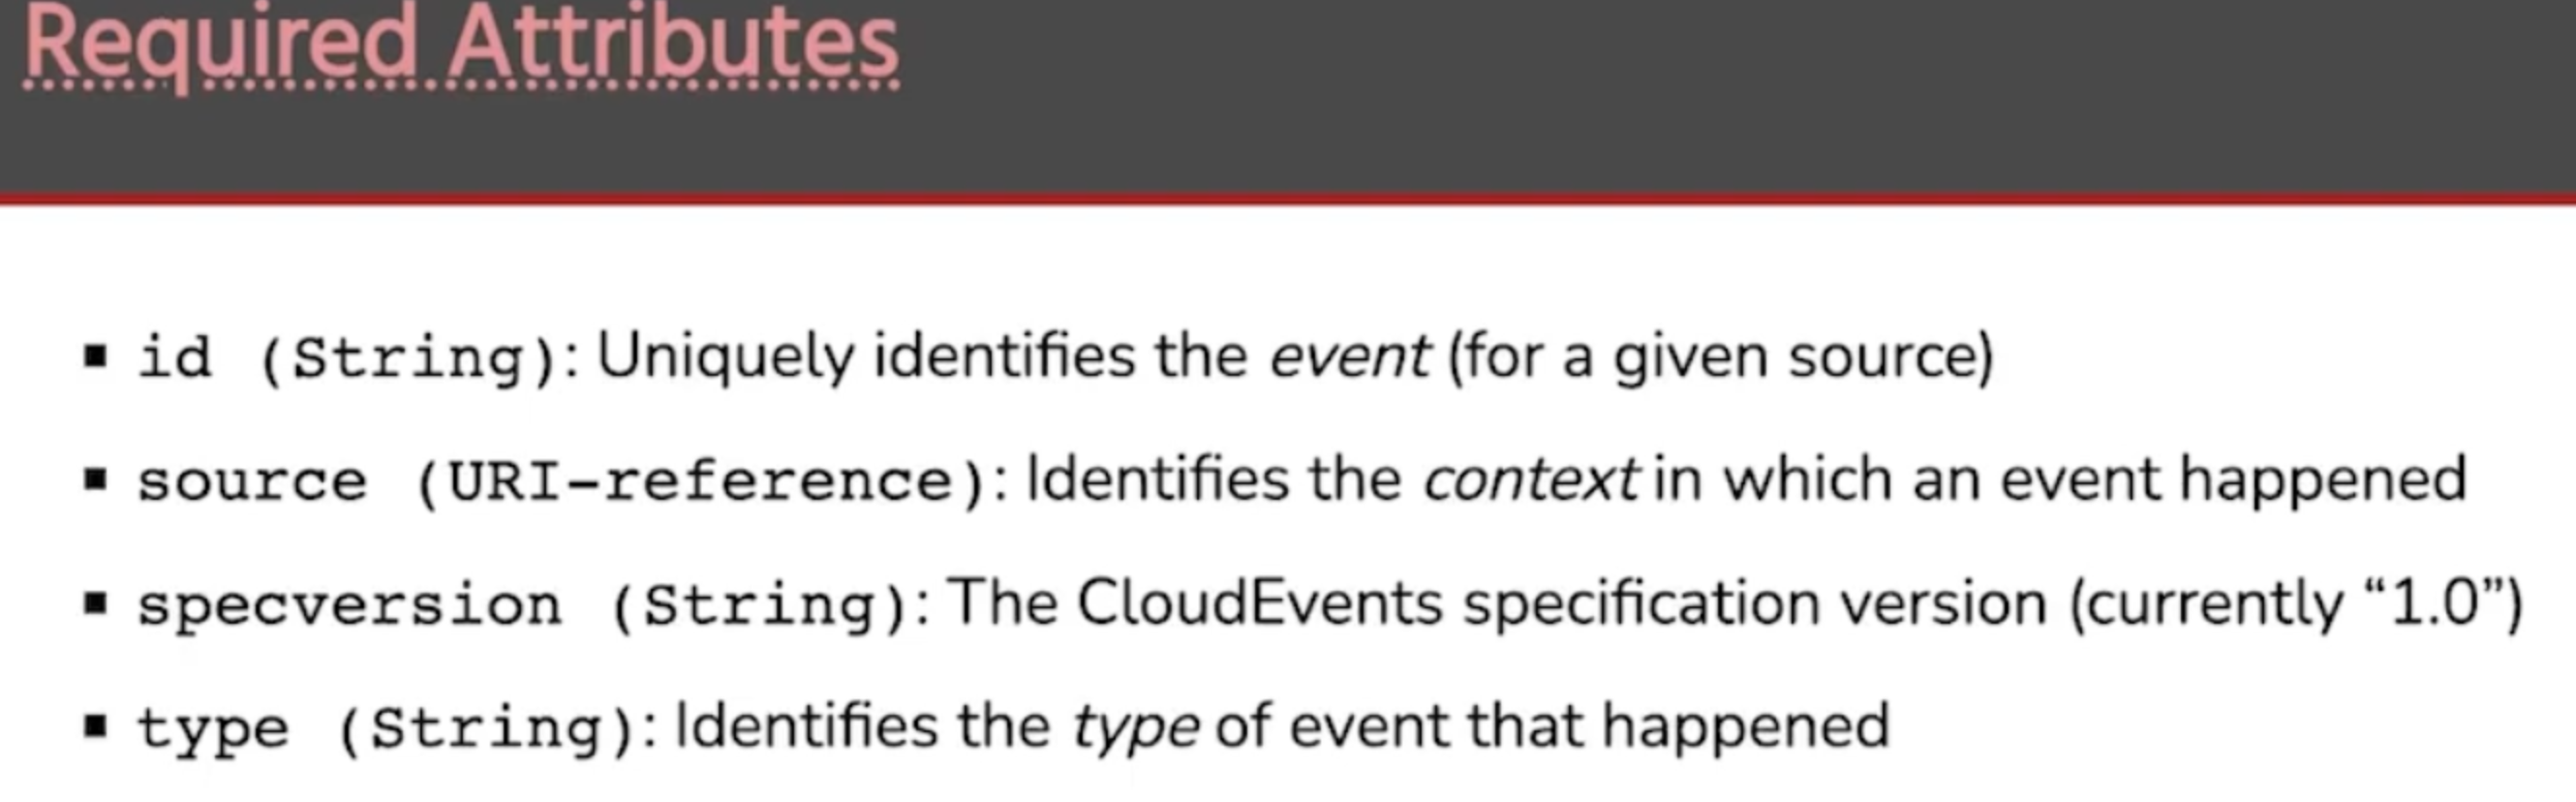 Required Attributes
▪ id (String): Uniquely identifies the event (for a given source)
▪ source (URI-reference): Identifies the context in which an event happened
▪ specversion (String): The CloudEvents specification version (currently “1.0”)
▪ type (String): Identifies the type of event that happened